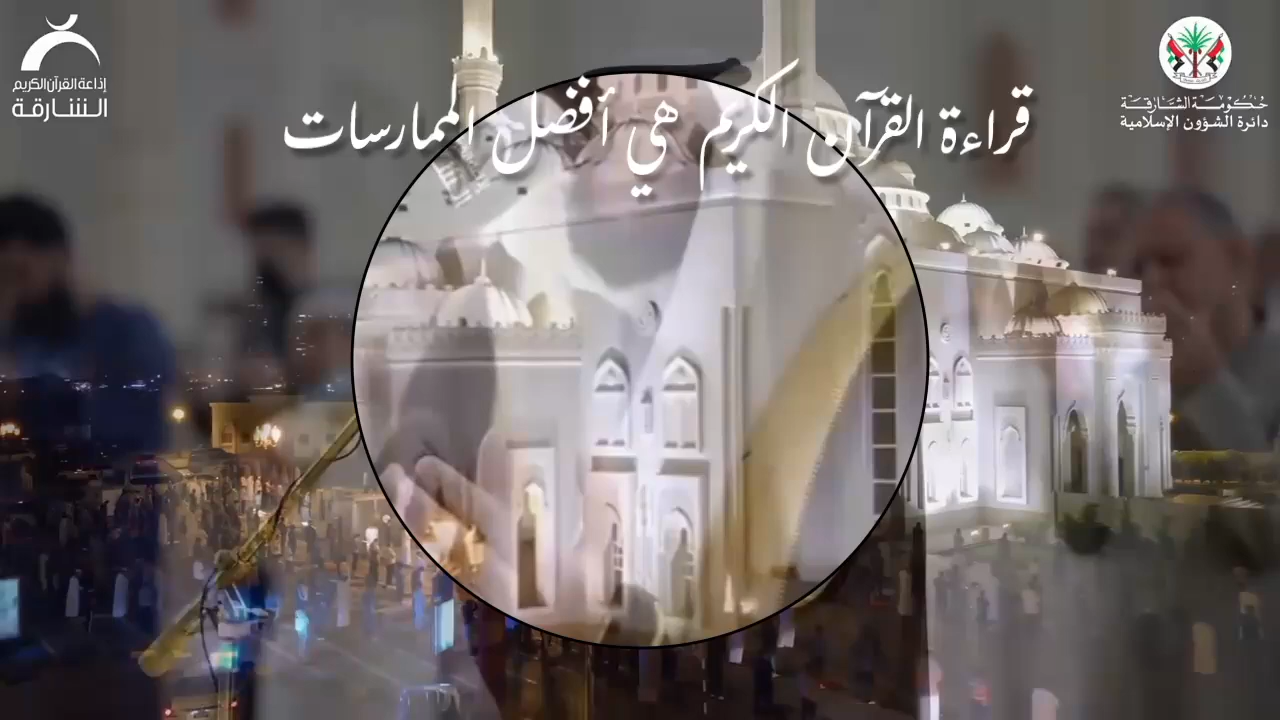 قراءة القرآن الكريم هي أفضل الممارسات
إذاعة القرآن الكريم
الشارقة
حكومة الشارقة
دائرة الشؤون الإسلامية